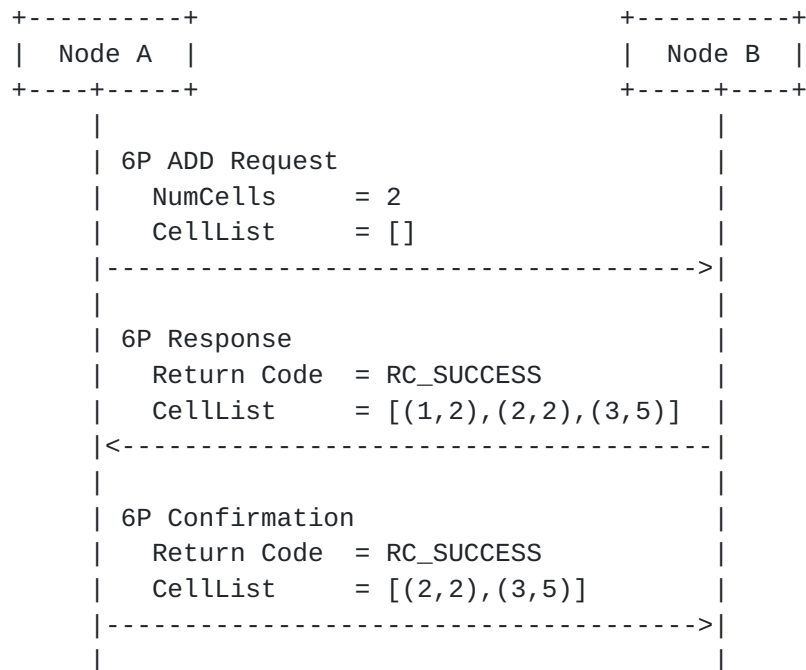 +----------+                           +----------+
|  Node A  |                           |  Node B  |
+----+-----+                           +-----+----+
     |                                       |
     | 6P ADD Request                        |
     |   NumCells     = 2                    |
     |   CellList     = []                   |
     |-------------------------------------->|
     |                                       |
     | 6P Response                           |
     |   Return Code  = RC_SUCCESS           |
     |   CellList     = [(1,2),(2,2),(3,5)]  |
     |<--------------------------------------|
     |                                       |
     | 6P Confirmation                       |
     |   Return Code  = RC_SUCCESS           |
     |   CellList     = [(2,2),(3,5)]        |
     |-------------------------------------->|
     |                                       |